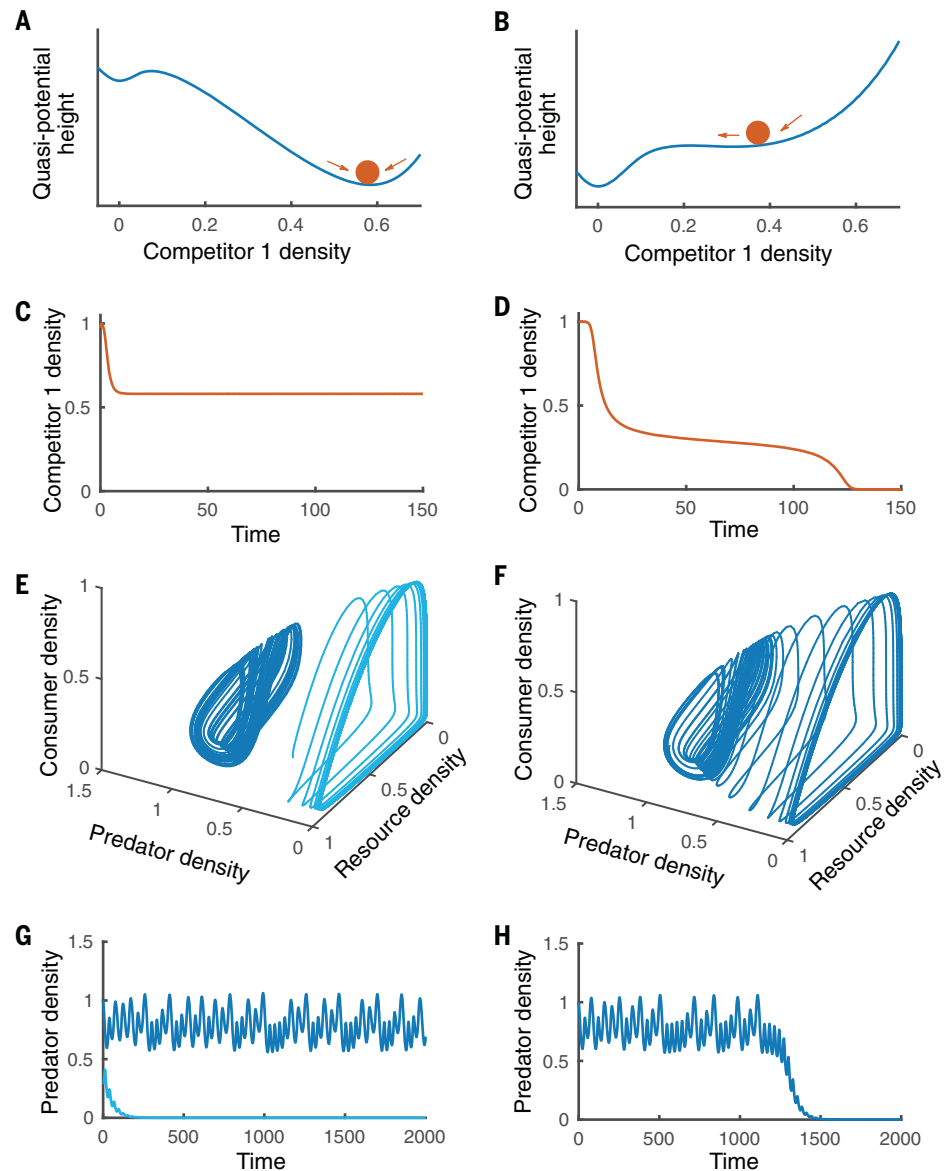 A
Quasi-potential
height
0
0.2
0.4
0.6
Competitor 1 density
B
Quasi-potential
height
0
0.2
0.4
0.6
Competitor 1 density
C
Competitor 1 density
1
0.5
0
0
50
100
150
Time
D
Competitor 1 density
1
0.5
0
0
50
100
150
Time
E
Consumer density
1
0.5
0
1.5
1
0.5
0
Predator density
1
0.5
0
Resource density
F
Consumer density
1
0.5
0
1.5
1
0.5
0
Predator density
1
0.5
0
Resource density
G
Predator density
1.5
1
0.5
0
0
500
1000
1500
2000
Time
H
Predator density
1.5
1
0.5
0
0
500
1000
1500
2000
Time